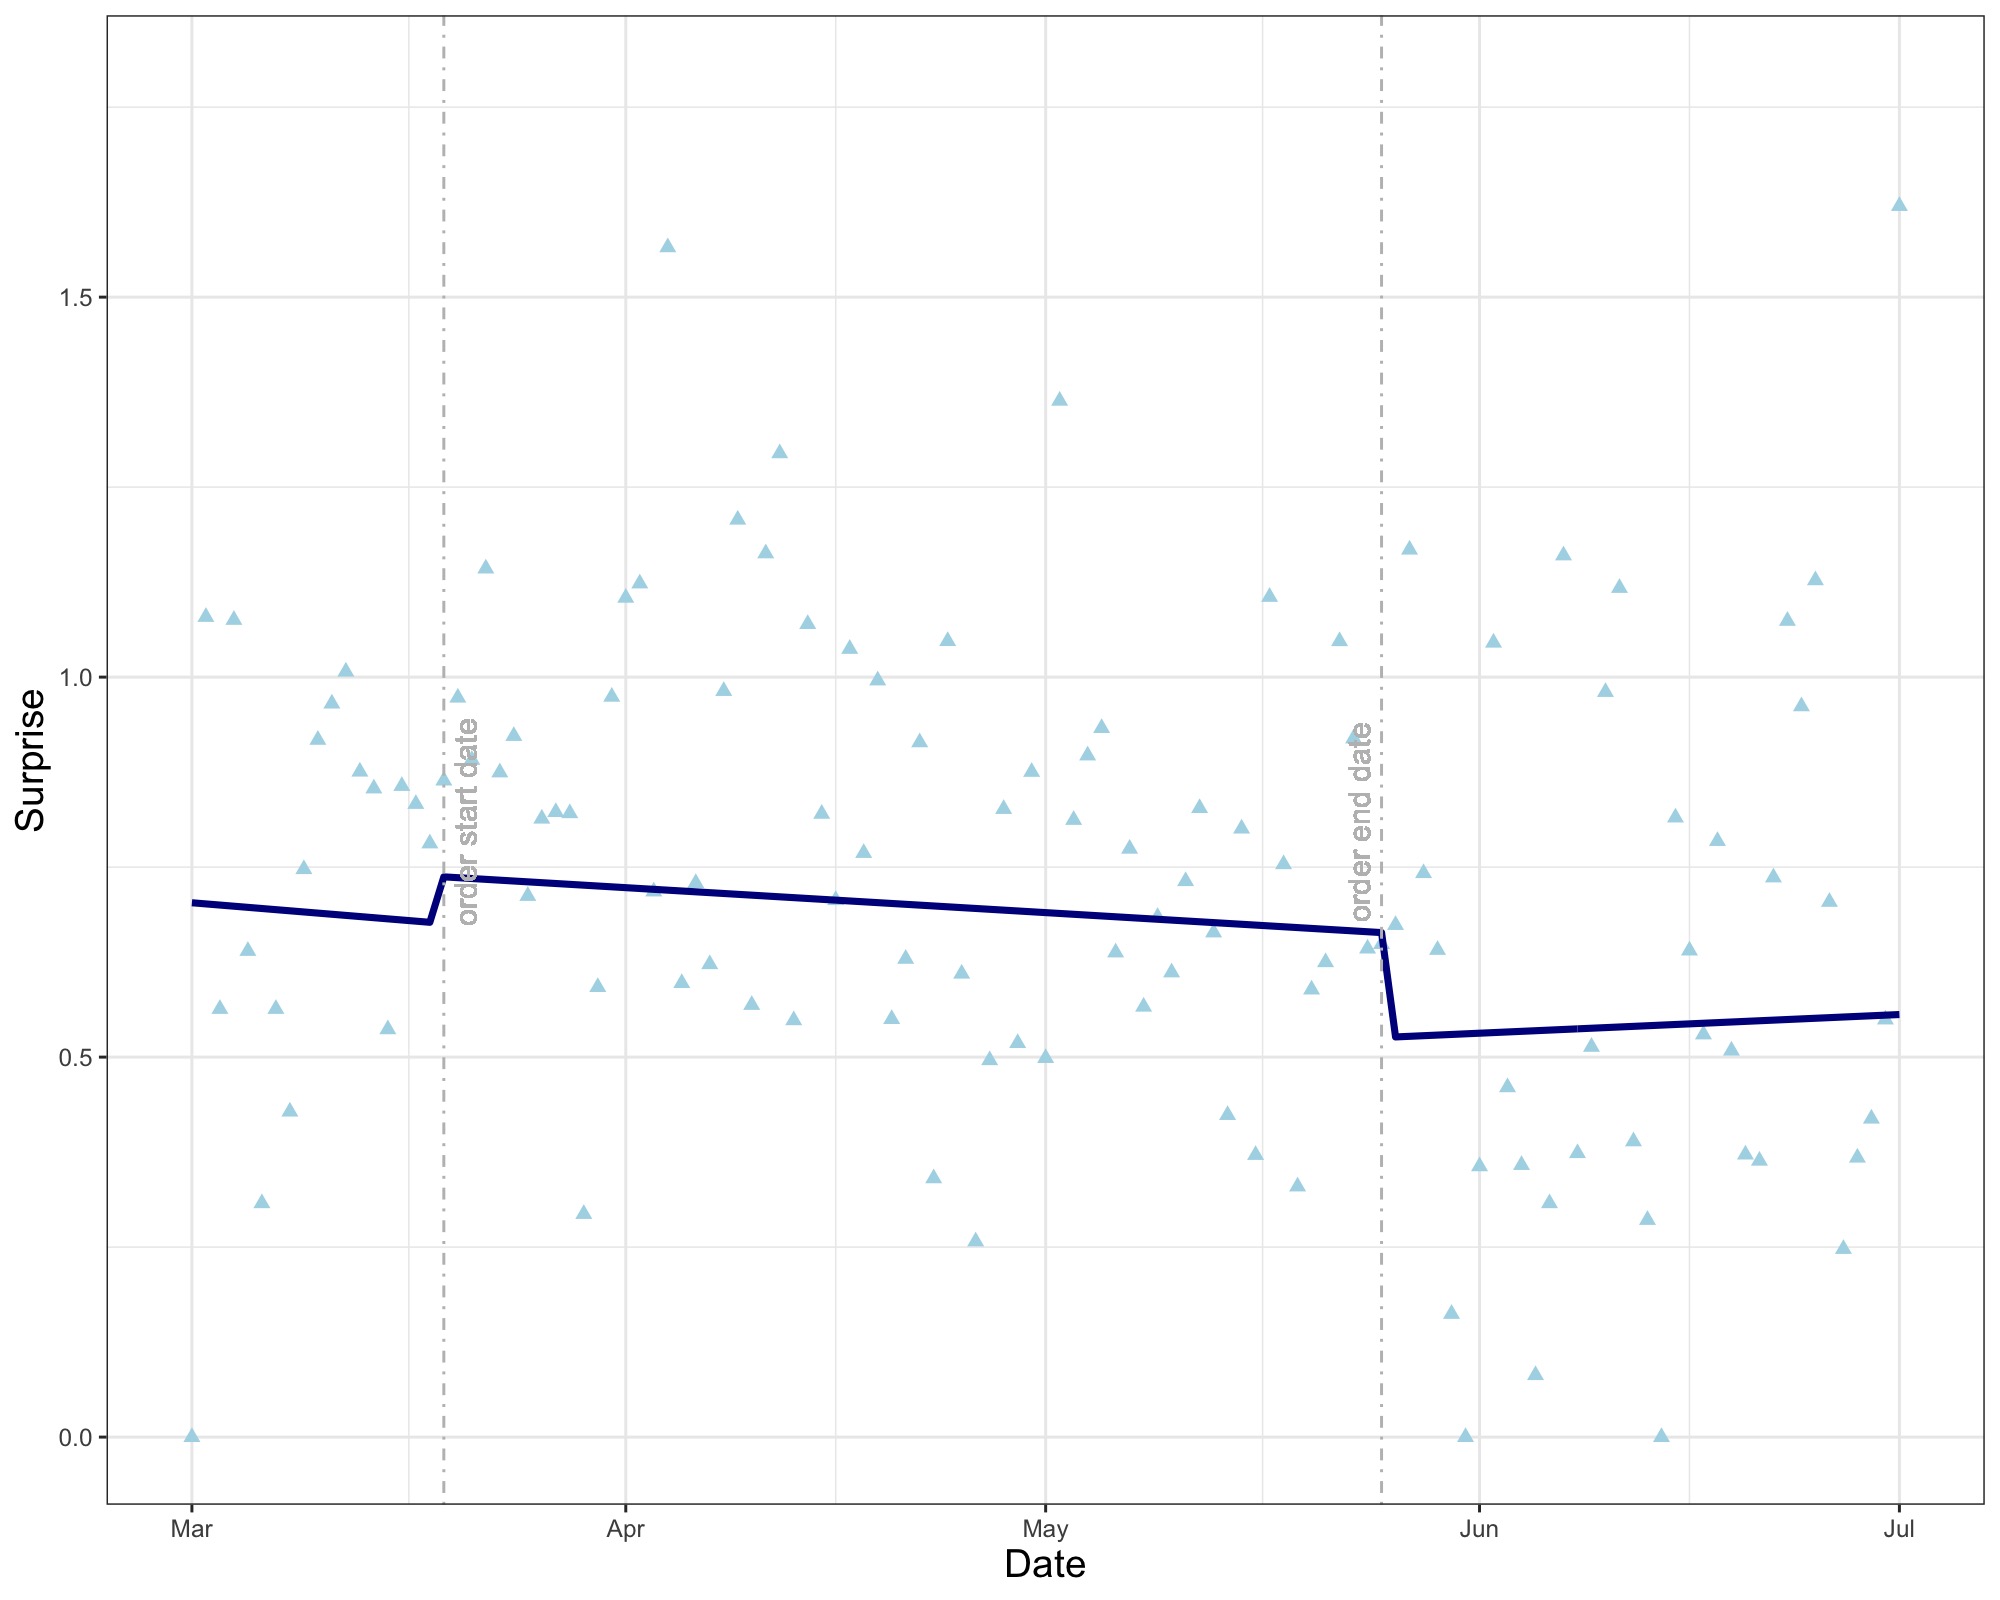 1.5
1.0
0.5
0.0
Surprise
order start date
order end date
Mar
Apr
May
Jun
Jul
Date